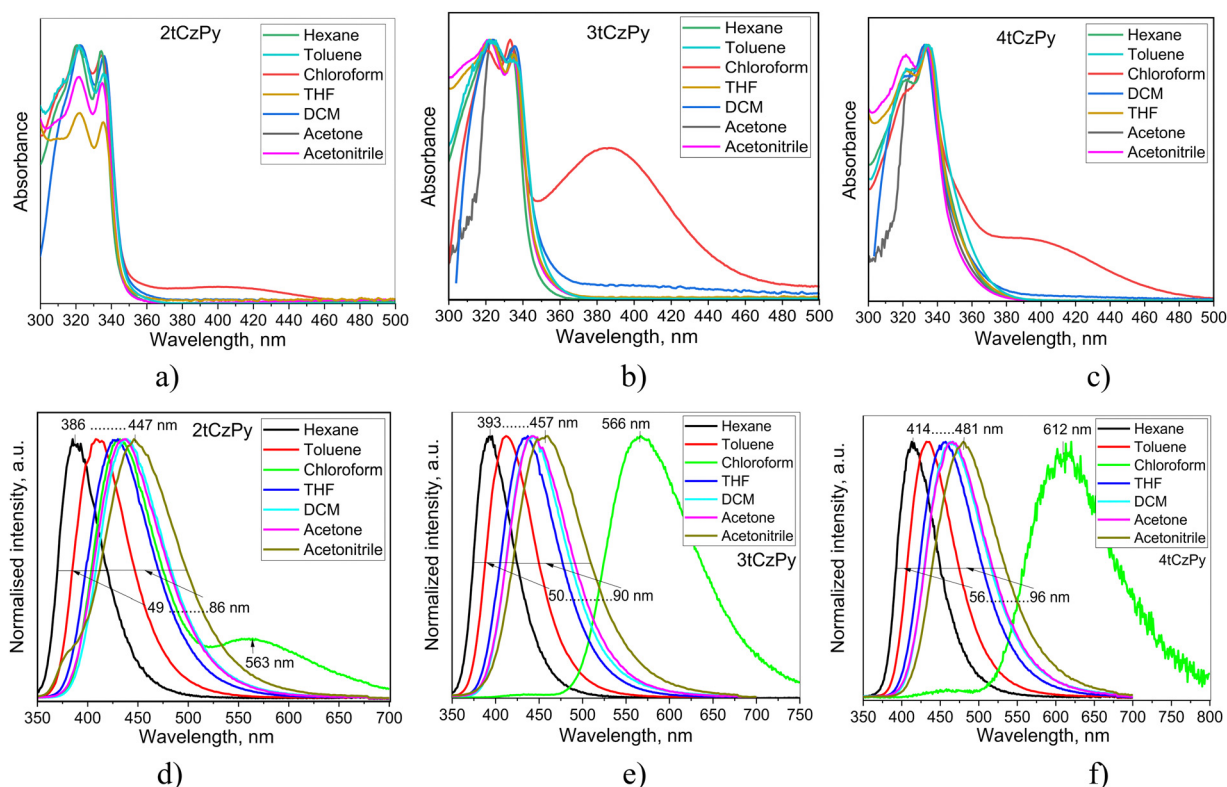 2tCzPy
Hexane
Toluene
Chloroform
THF
DCM
Acetone
Acetonitrile
Absorbance
300 320 340 360 380 400 420 440 460 480 500
Wavelength, nm
a)
3tCzPy
Hexane
Toluene
Chloroform
THF
DCM
Acetone
Acetonitrile
Absorbance
300 320 340 360 380 400 420 440 460 480 500
Wavelength, nm
b)
4tCzPy
Hexane
Toluene
Chloroform
DCM
THF
Acetone
Acetonitrile
Absorbance
300 320 340 360 380 400 420 440 460 480 500
Wavelength, nm
c)
386 .......... 447 nm
2tCzPy
Hexane
Toluene
Chloroform
THF
DCM
Acetone
Acetonitrile
49 ..........86 nm
563 nm
Normalised intensity, a.u.
350 400 450 500 550 600 650 700
Wavelength, nm
d)
393........457 nm
566 nm
Hexane
Toluene
Chloroform
THF
DCM
Acetone
Acetonitrile
3tCzPy
50..........90 nm
Normalized intensity, a.u.
350 400 450 500 550 600 650 700 750
Wavelength, nm
e)
414.......481 nm
612 nm
Hexane
Toluene
Chloroform
THF
DCM
Acetone
Acetonitrile
4tCzPy
56..........96 nm
Normalized intensity, a.u.
350 400 450 500 550 600 650 700 750 800
Wavelength, nm
f)